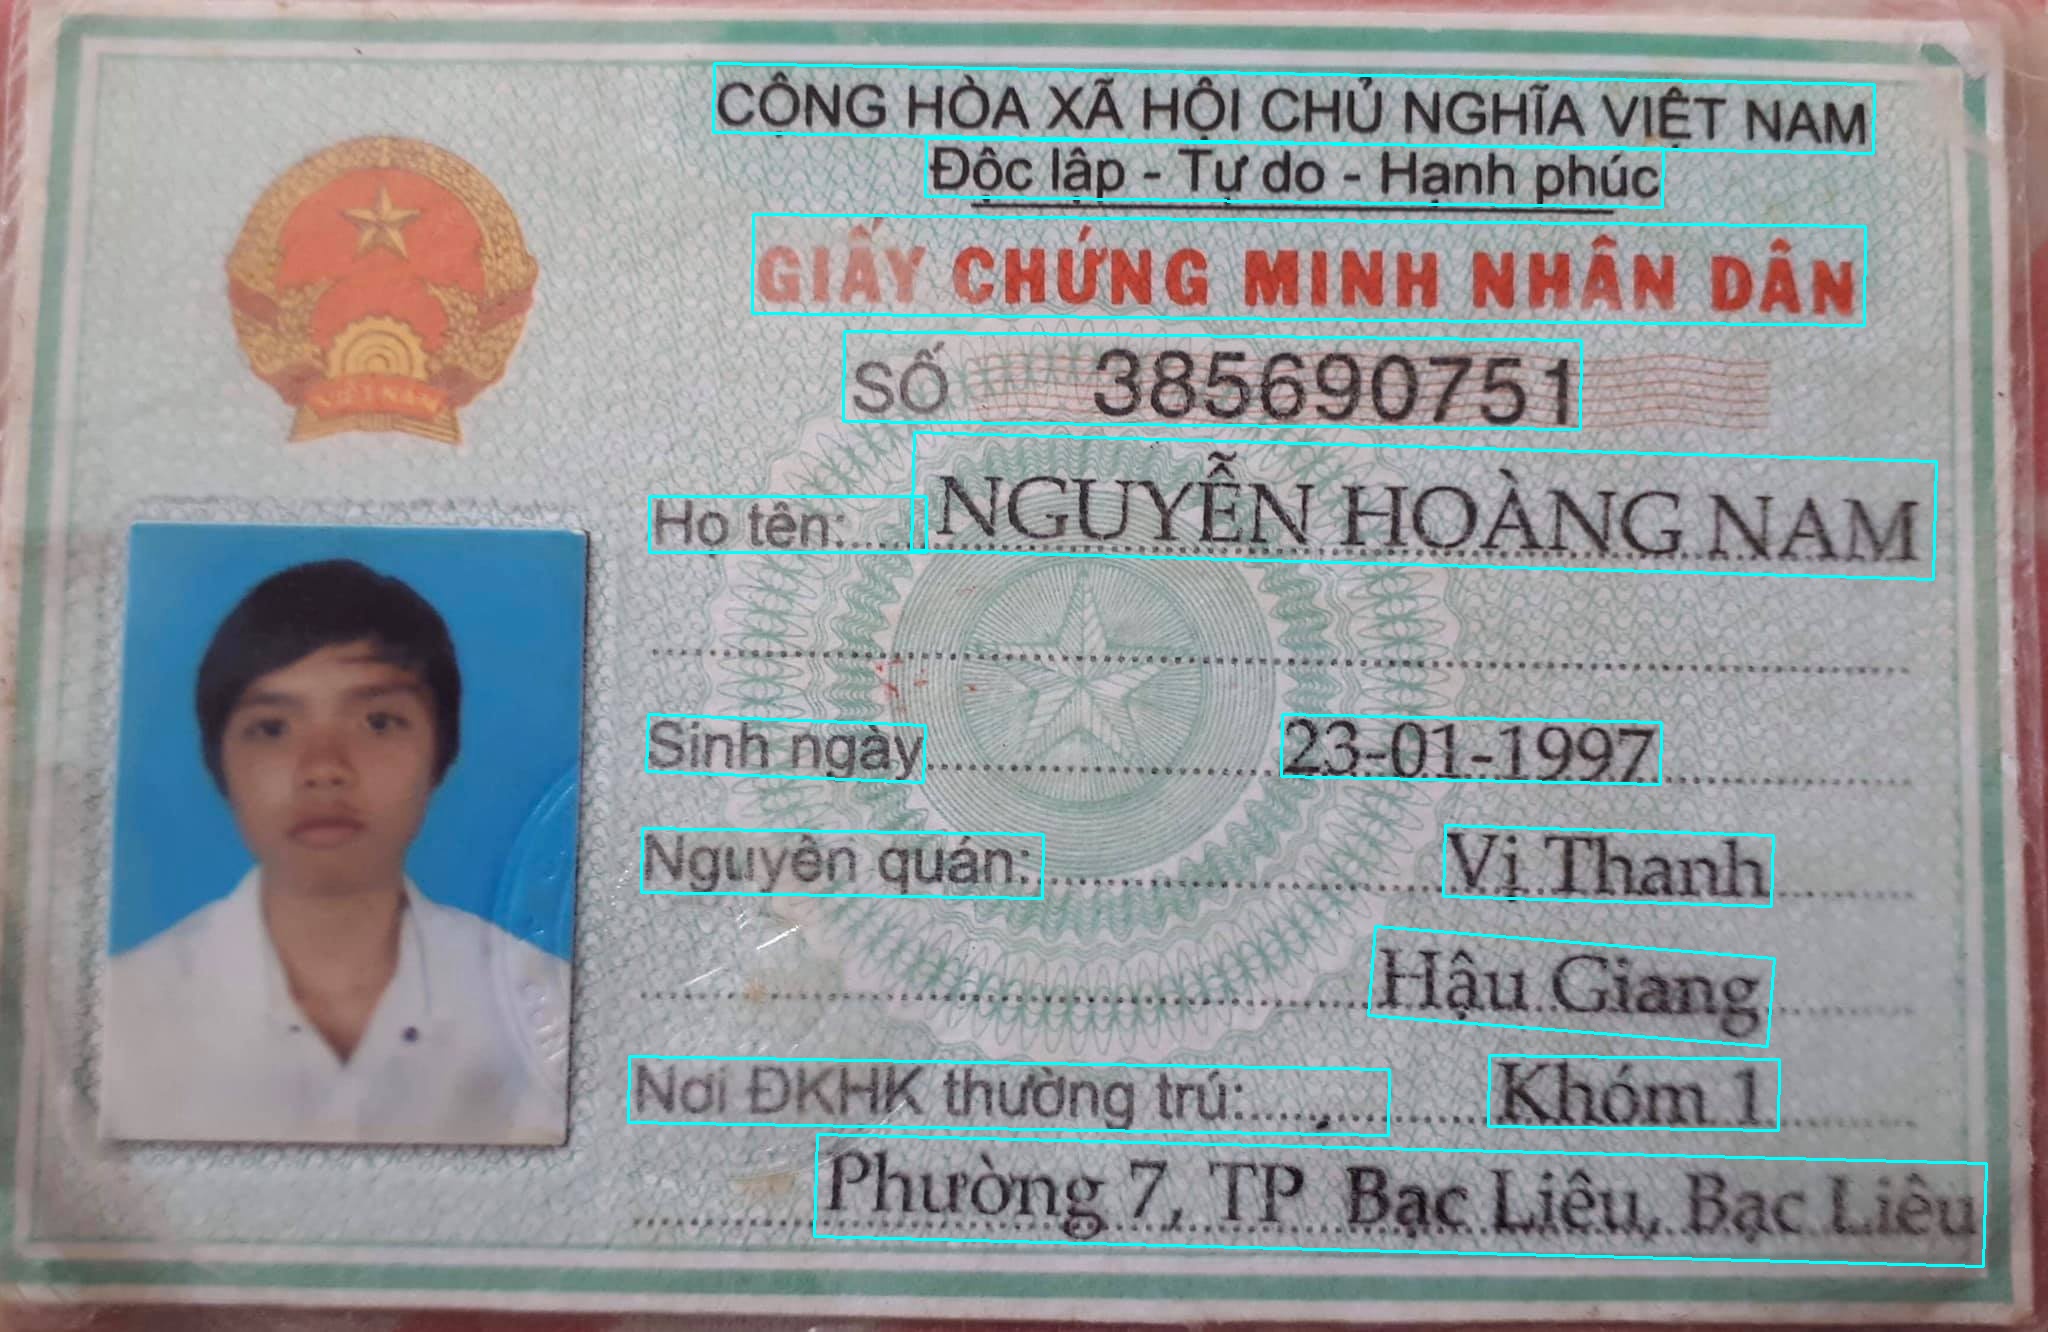 CỘNG HÒA XÃ HỘI CHỦ NGHĨA VIỆT NAM
Độc lập - Tự do - Hạnh phúc
GIẤY CHỨNG MINH NHÂN DÂN
SỐ 385690751
VIỆT NAM
Họ tên: NGUYỄN HOÀNG NAM
Sinh ngày 23-01-1997
Nguyên quán: Vị Thanh
Hậu Giang
Nơi ĐKHK thường trú: Khóm 1
Phường 7, TP Bạc Liêu, Bạc Liêu